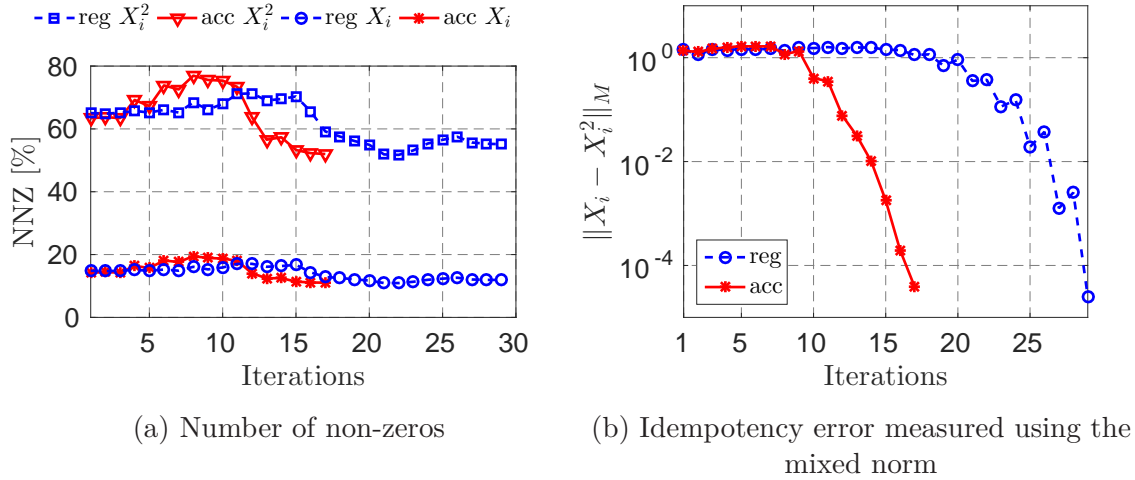 reg $X_i^2$ acc $X_i^2$ reg $X_i$ acc $X_i$
NNZ [%]
80
60
40
20
0
5 10 15 20 25 30
Iterations
(a) Number of non-zeros
$\|X_i - X_i^2\|_M$
$10^0$
$10^{-2}$
$10^{-4}$
reg
acc
1 5 10 15 20 25
Iterations
(b) Idempotency error measured using the
mixed norm